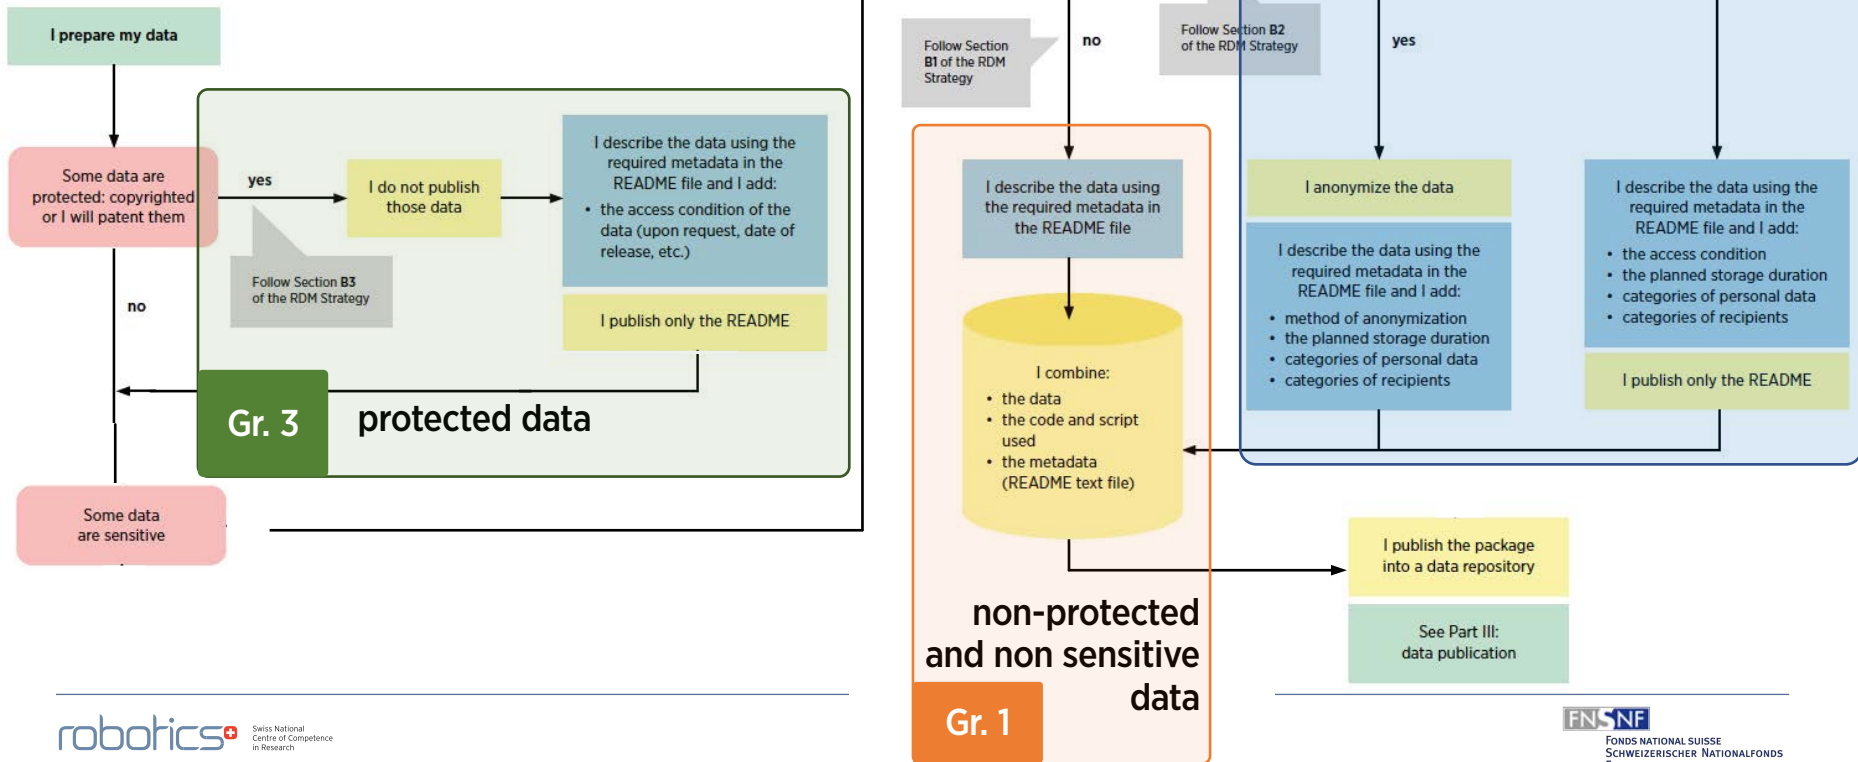 I prepare my data
Some data are
protected: copyrighted
or I will patent them
yes
no
Follow Section B3
of the RDM Strategy
I do not publish
those data
I describe the data using the
required metadata in the
README file and I add:
• the access condition of the
data (upon request, date of
release, etc.)
I publish only the README
Gr. 3
protected data
Some data
are sensitive
Follow Section
B1 of the RDM
Strategy
no
Follow Section B2
of the RDM Strategy
yes
I describe the data using
the required metadata in
the README file
I combine:
• the data
• the code and script
used
• the metadata
(README text file)
non-protected
and non sensitive
data
Gr. 1
I anonymize the data
I describe the data using the
required metadata in the
README file and I add:
• method of anonymization
• the planned storage duration
• categories of personal data
• categories of recipients
I describe the data using the
required metadata in the
README file and I add:
• the access condition
• the planned storage duration
• categories of personal data
• categories of recipients
I publish only the README
I publish the package
into a data repository
See Part III:
data publication
robotics
Swiss National
Centre of Competence
in Research
FNSNF
FONDS NATIONAL SUISSE
SCHWEIZERISCHER NATIONALFONDS